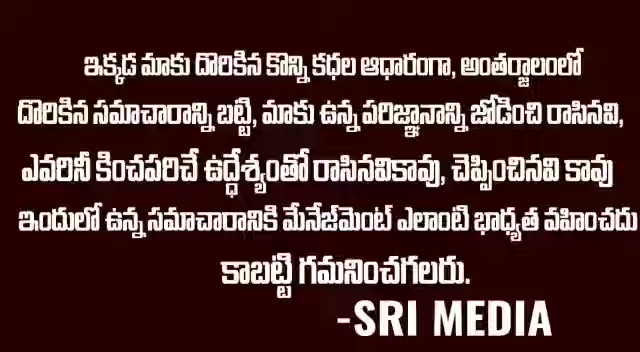 ఇక్కడ మాకు దొరికిన కొన్ని కధల ఆధారంగా, అంతర్జాలంలో
దొరికిన సమాచారాన్ని బట్టి, మాకు ఉన్న పరిజ్ఞానాన్ని జోడించి రాసినవి,
ఎవరినీ కించపరిచే ఉద్ధేశ్యంతో రాసినవికావు, చెప్పించినవి కావు
ఇందులో ఉన్న సమాచారానికి మేనేజ్‌మెంట్ ఎలాంటి భాధ్యత వహించదు
కాబట్టి గమనించగలరు.
-SRI MEDIA